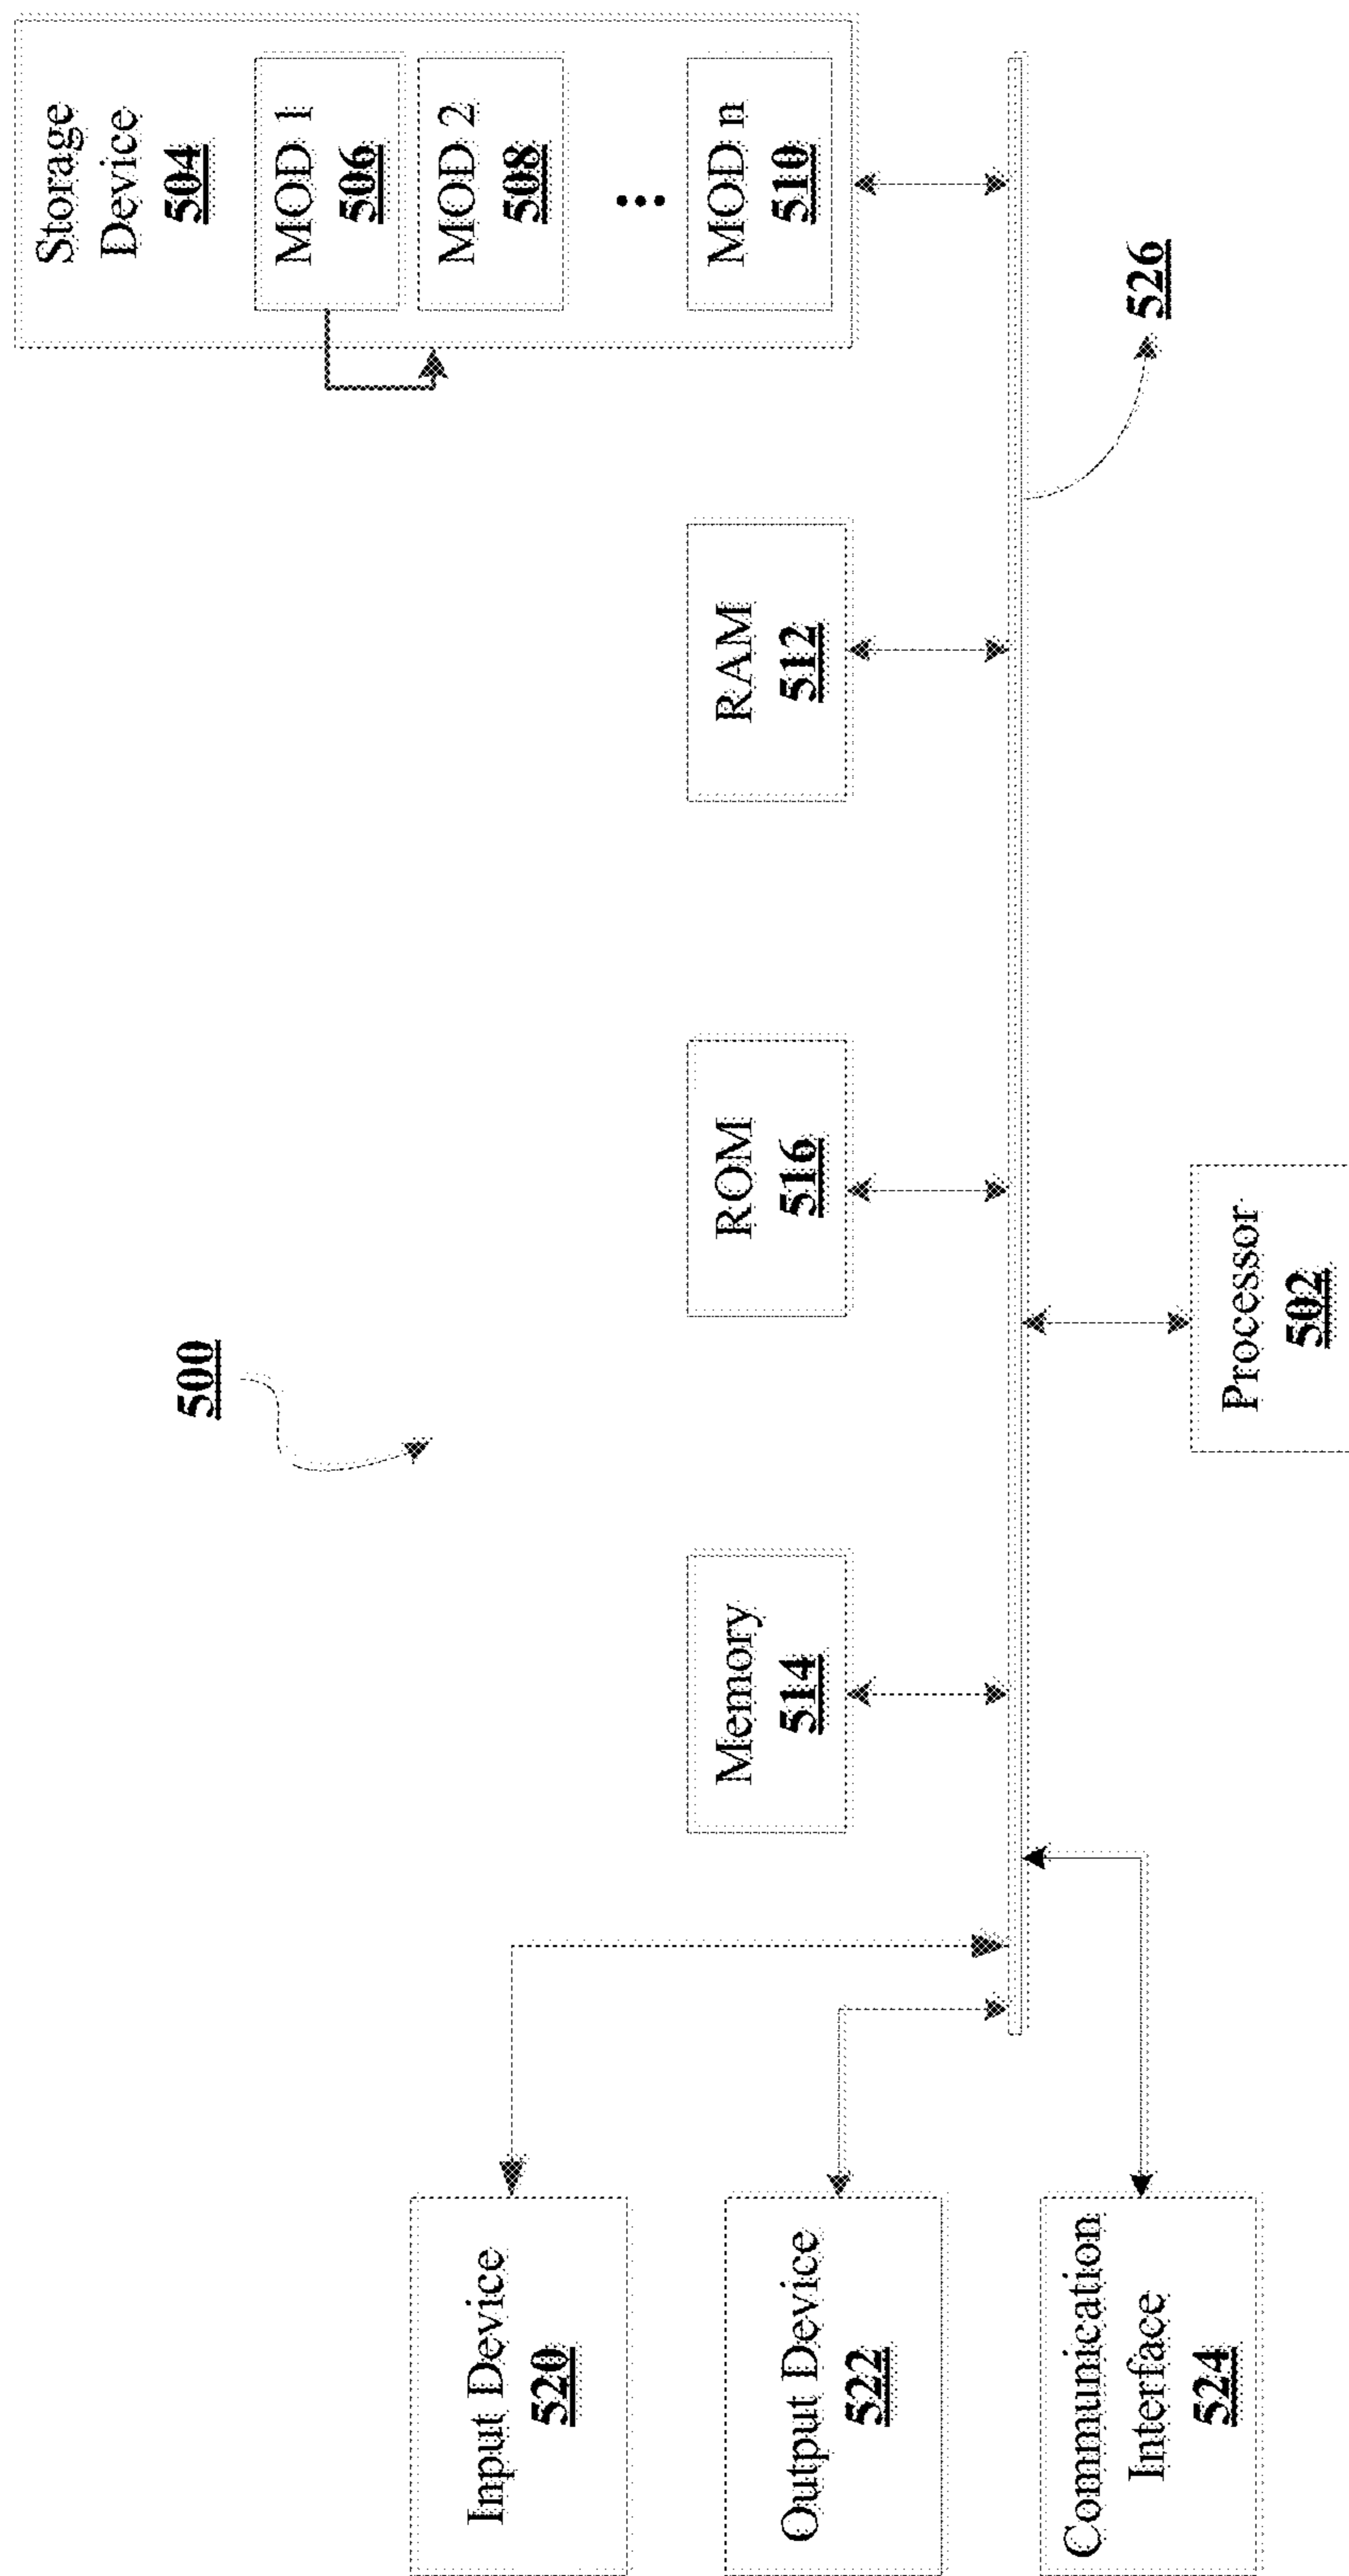 500
Input Device
520
Output Device
522
Communication
Interface
524
Memory
514
ROM
516
RAM
512
Storage
Device
504
MOD 1
506
MOD 2
508
...
MOD n
510
Processor
502
526